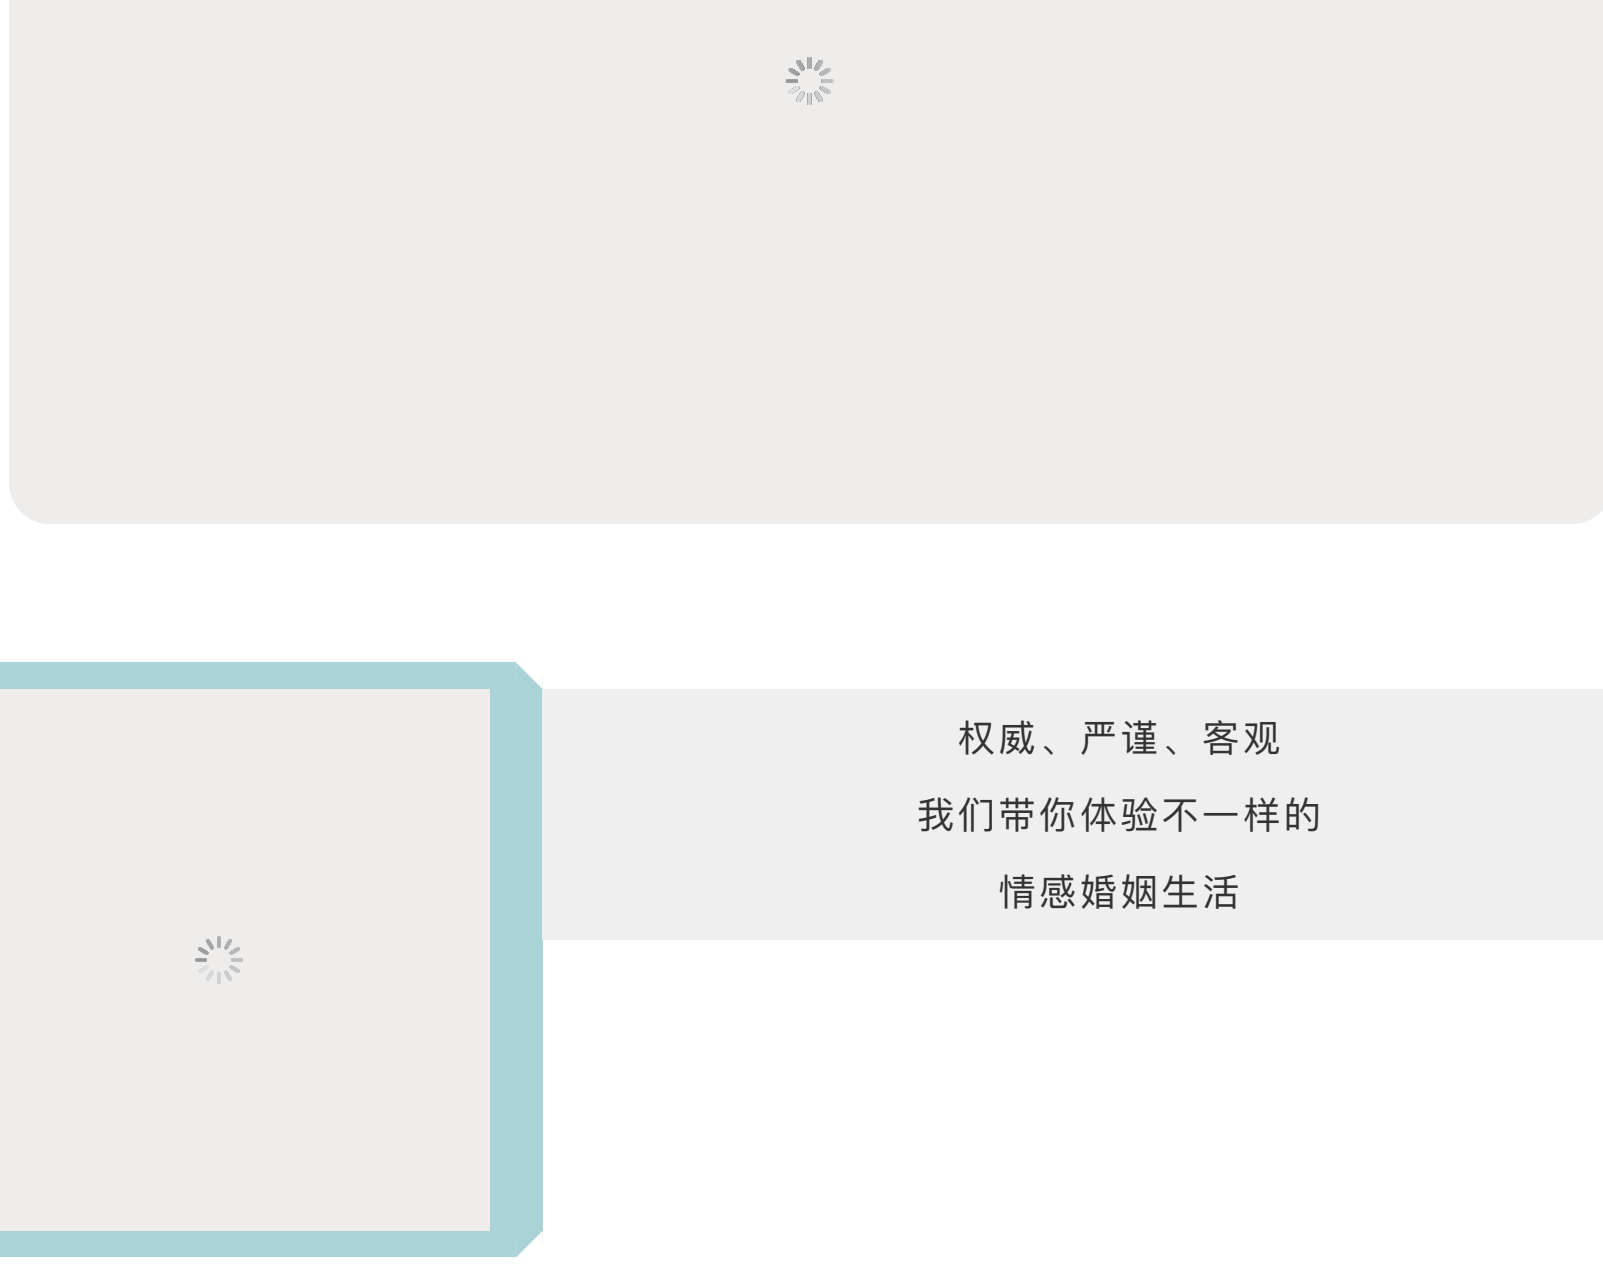 权威、严谨、客观
我们带你体验不一样的
情感婚姻生活